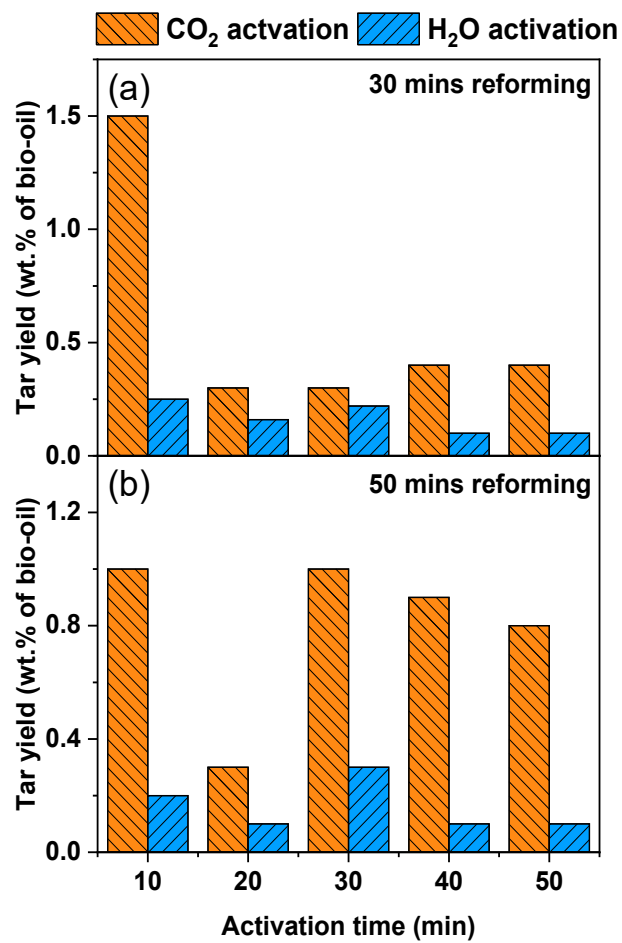 CO₂ actvation H₂O activation
(a) 30 mins reforming
Tar yield (wt.% of bio-oil)
1.5
1.0
0.5
0.0
(b) 50 mins reforming
Tar yield (wt.% of bio-oil)
1.2
0.8
0.4
0.0
10 20 30 40 50
Activation time (min)